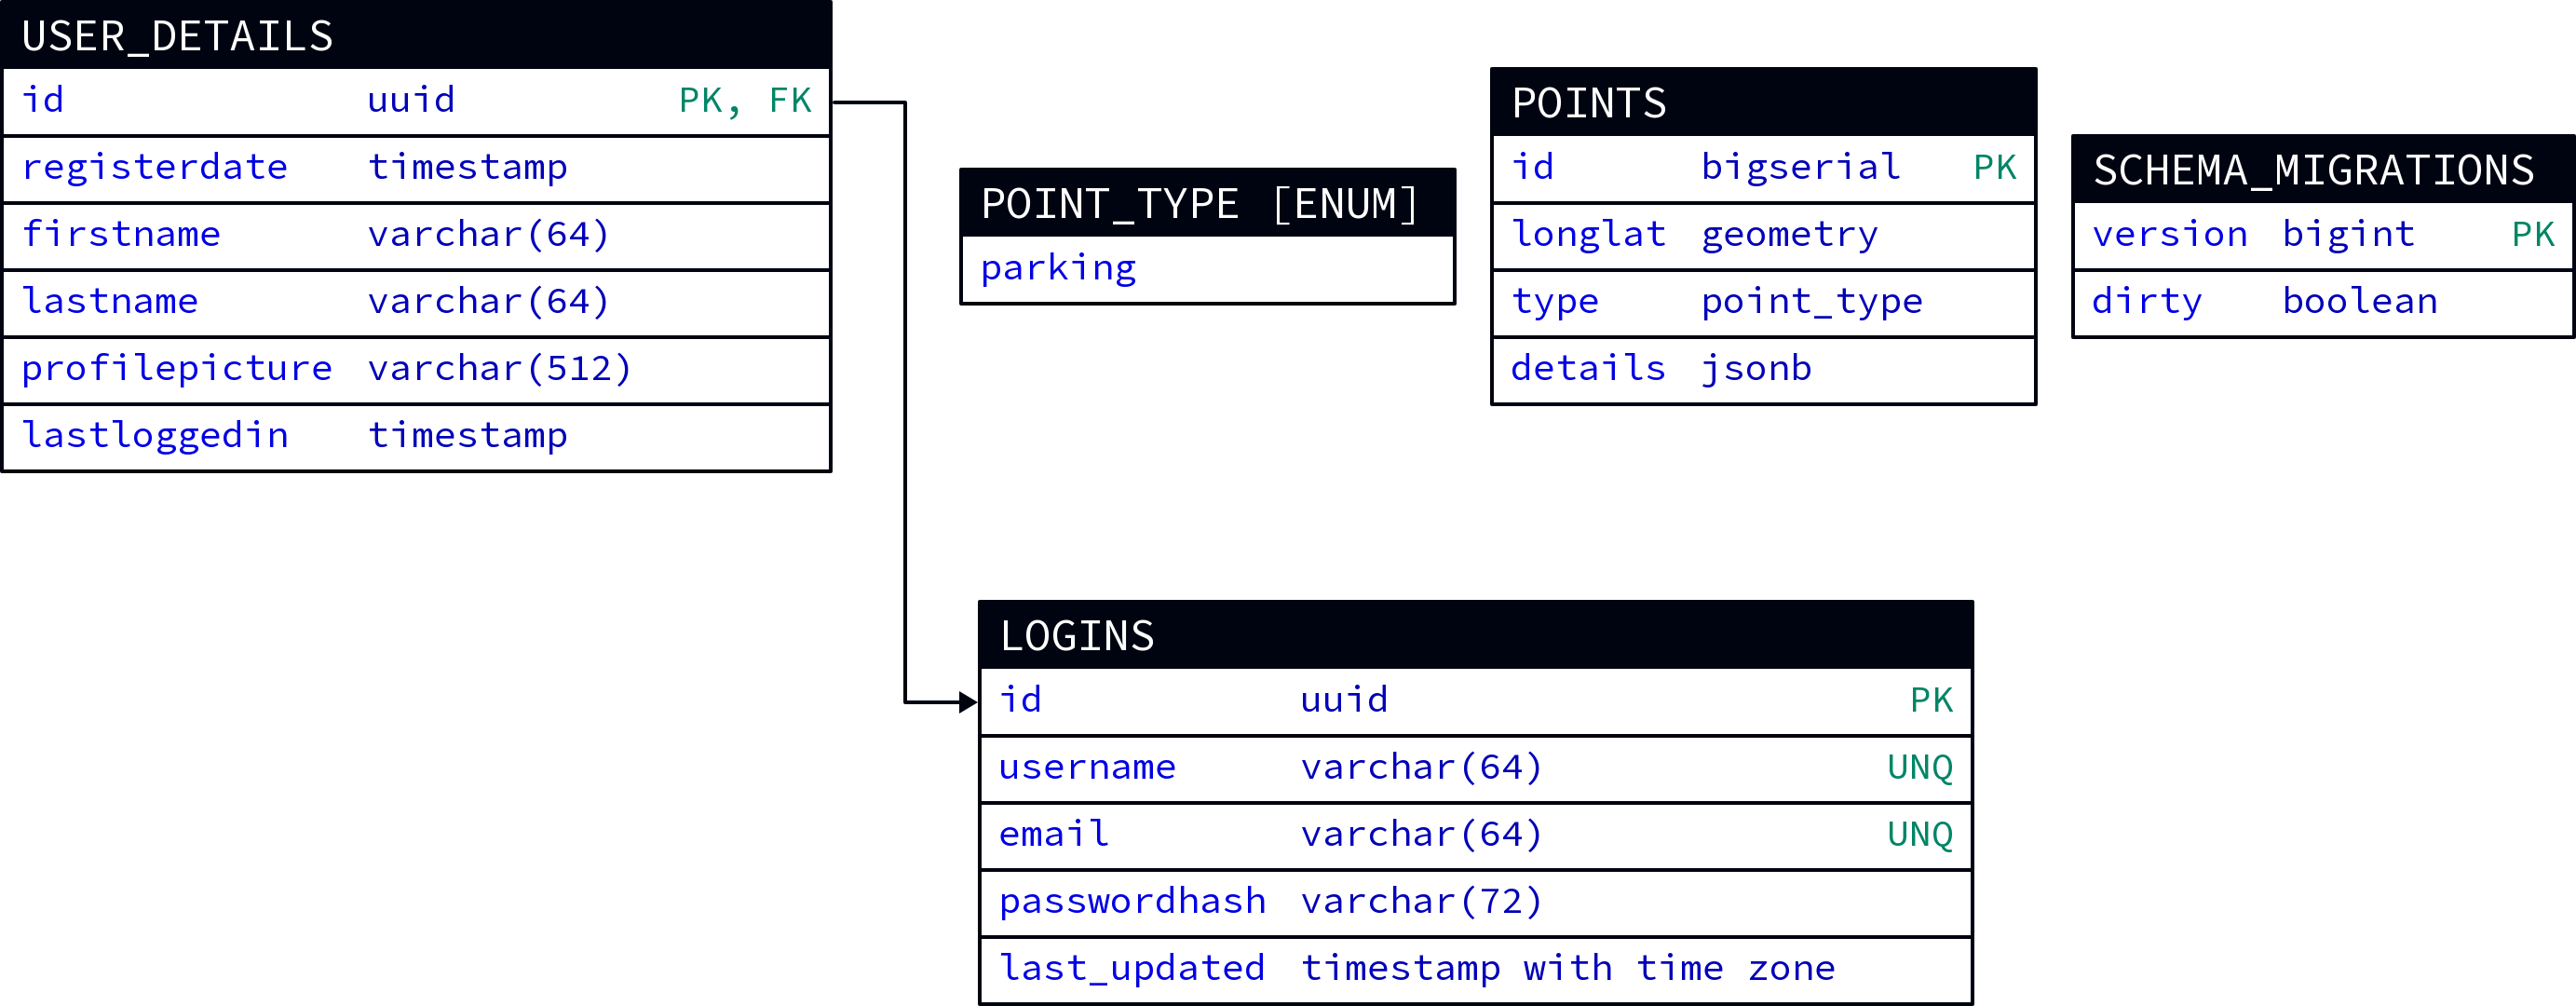 USER_DETAILS
id uuid PK, FK
registerdate timestamp
firstname varchar(64)
lastname varchar(64)
profilepicture varchar(512)
lastloggedin timestamp
POINT_TYPE [ENUM]
parking
POINTS
id bigserial PK
longlat geometry
type point_type
details jsonb
SCHEMA_MIGRATIONS
version bigint PK
dirty boolean
LOGINS
id uuid PK
username varchar(64) UNQ
email varchar(64) UNQ
passwordhash varchar(72)
last_updated timestamp with time zone